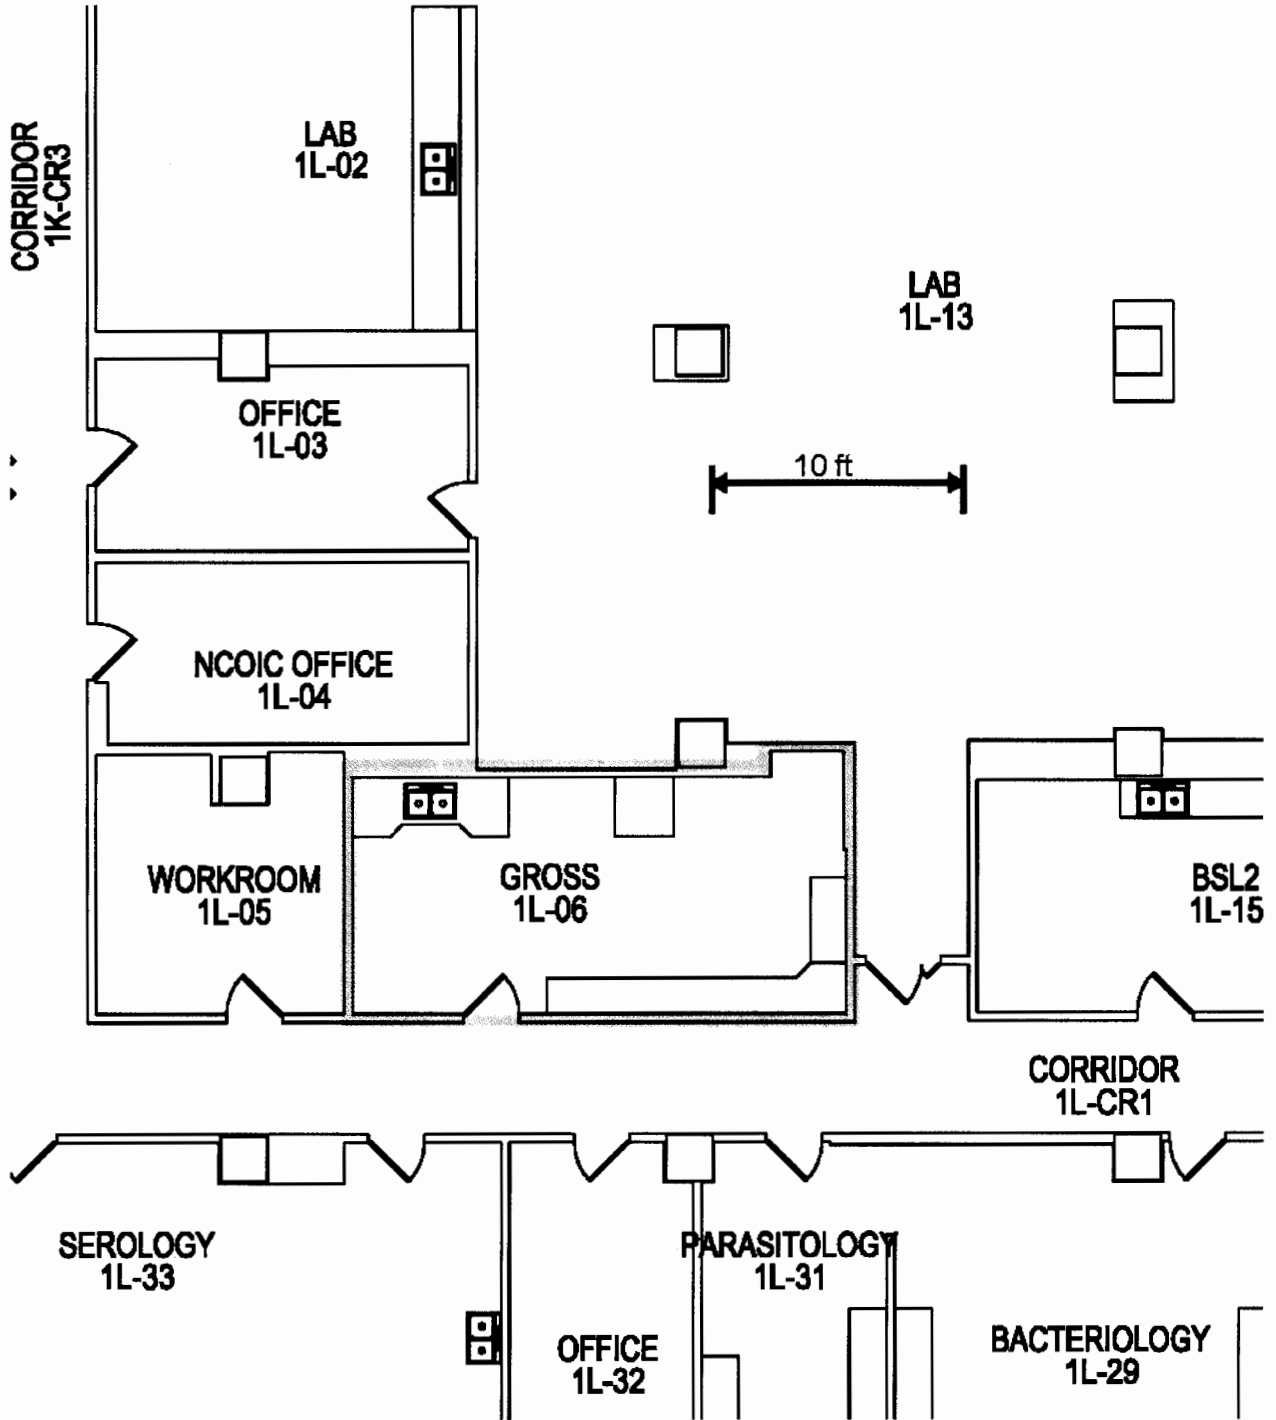 CORRIDOR
1K-CR3
LAB
1L-02
LAB
1L-13
OFFICE
1L-03
10 ft
NCOIC OFFICE
1L-04
WORKROOM
1L-05
GROSS
1L-06
BSL2
1L-15
CORRIDOR
1L-CR1
SEROLOGY
1L-33
PARASITOLOGY
1L-31
OFFICE
1L-32
BACTERIOLOGY
1L-29